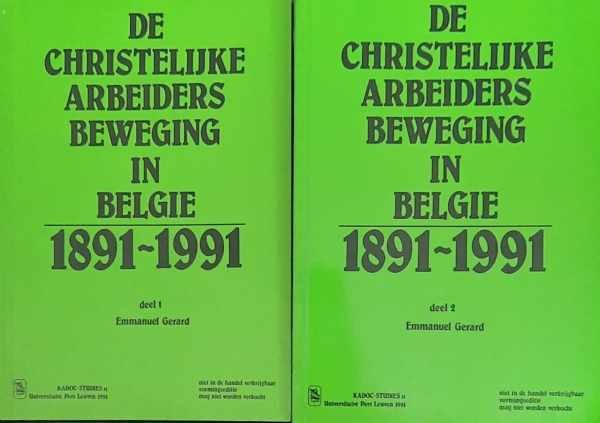 DE
CHRISTELIJKE
ARBEIDERS
BEWEGING
IN
BELGIE
1891~1991
deel 1
Emmanuel Gerard
KADOC-STUDIES 11
Universitaire Pers Leuven 1991
niet in de handel verkrijgbaar
vormingseditie
mag niet worden verkocht
DE
CHRISTELIJKE
ARBEIDERS
BEWEGING
IN
BELGIE
1891~1991
deel 2
Emmanuel Gerard
KADOC-STUDIES 11
Universitaire Pers Leuven 1991
niet in de handel verkrijgbaar
vormingseditie
mag niet worden verkocht